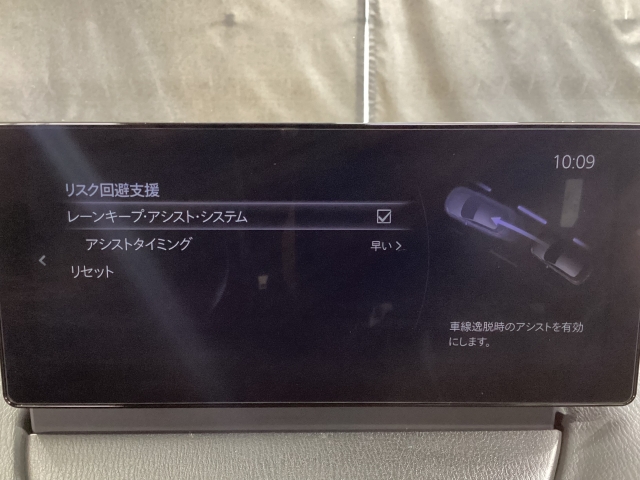 10:09
リスク回避支援
レーンキープ・アシスト・システム
アシストタイミング 早い
リセット
車線逸脱時のアシストを有効
にします。